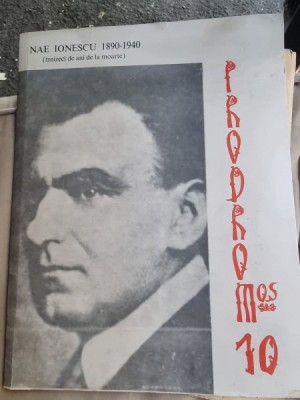 NAE IONESCU 1890-1940
(treizeci de ani de la moarte)
PRODROMOS
10